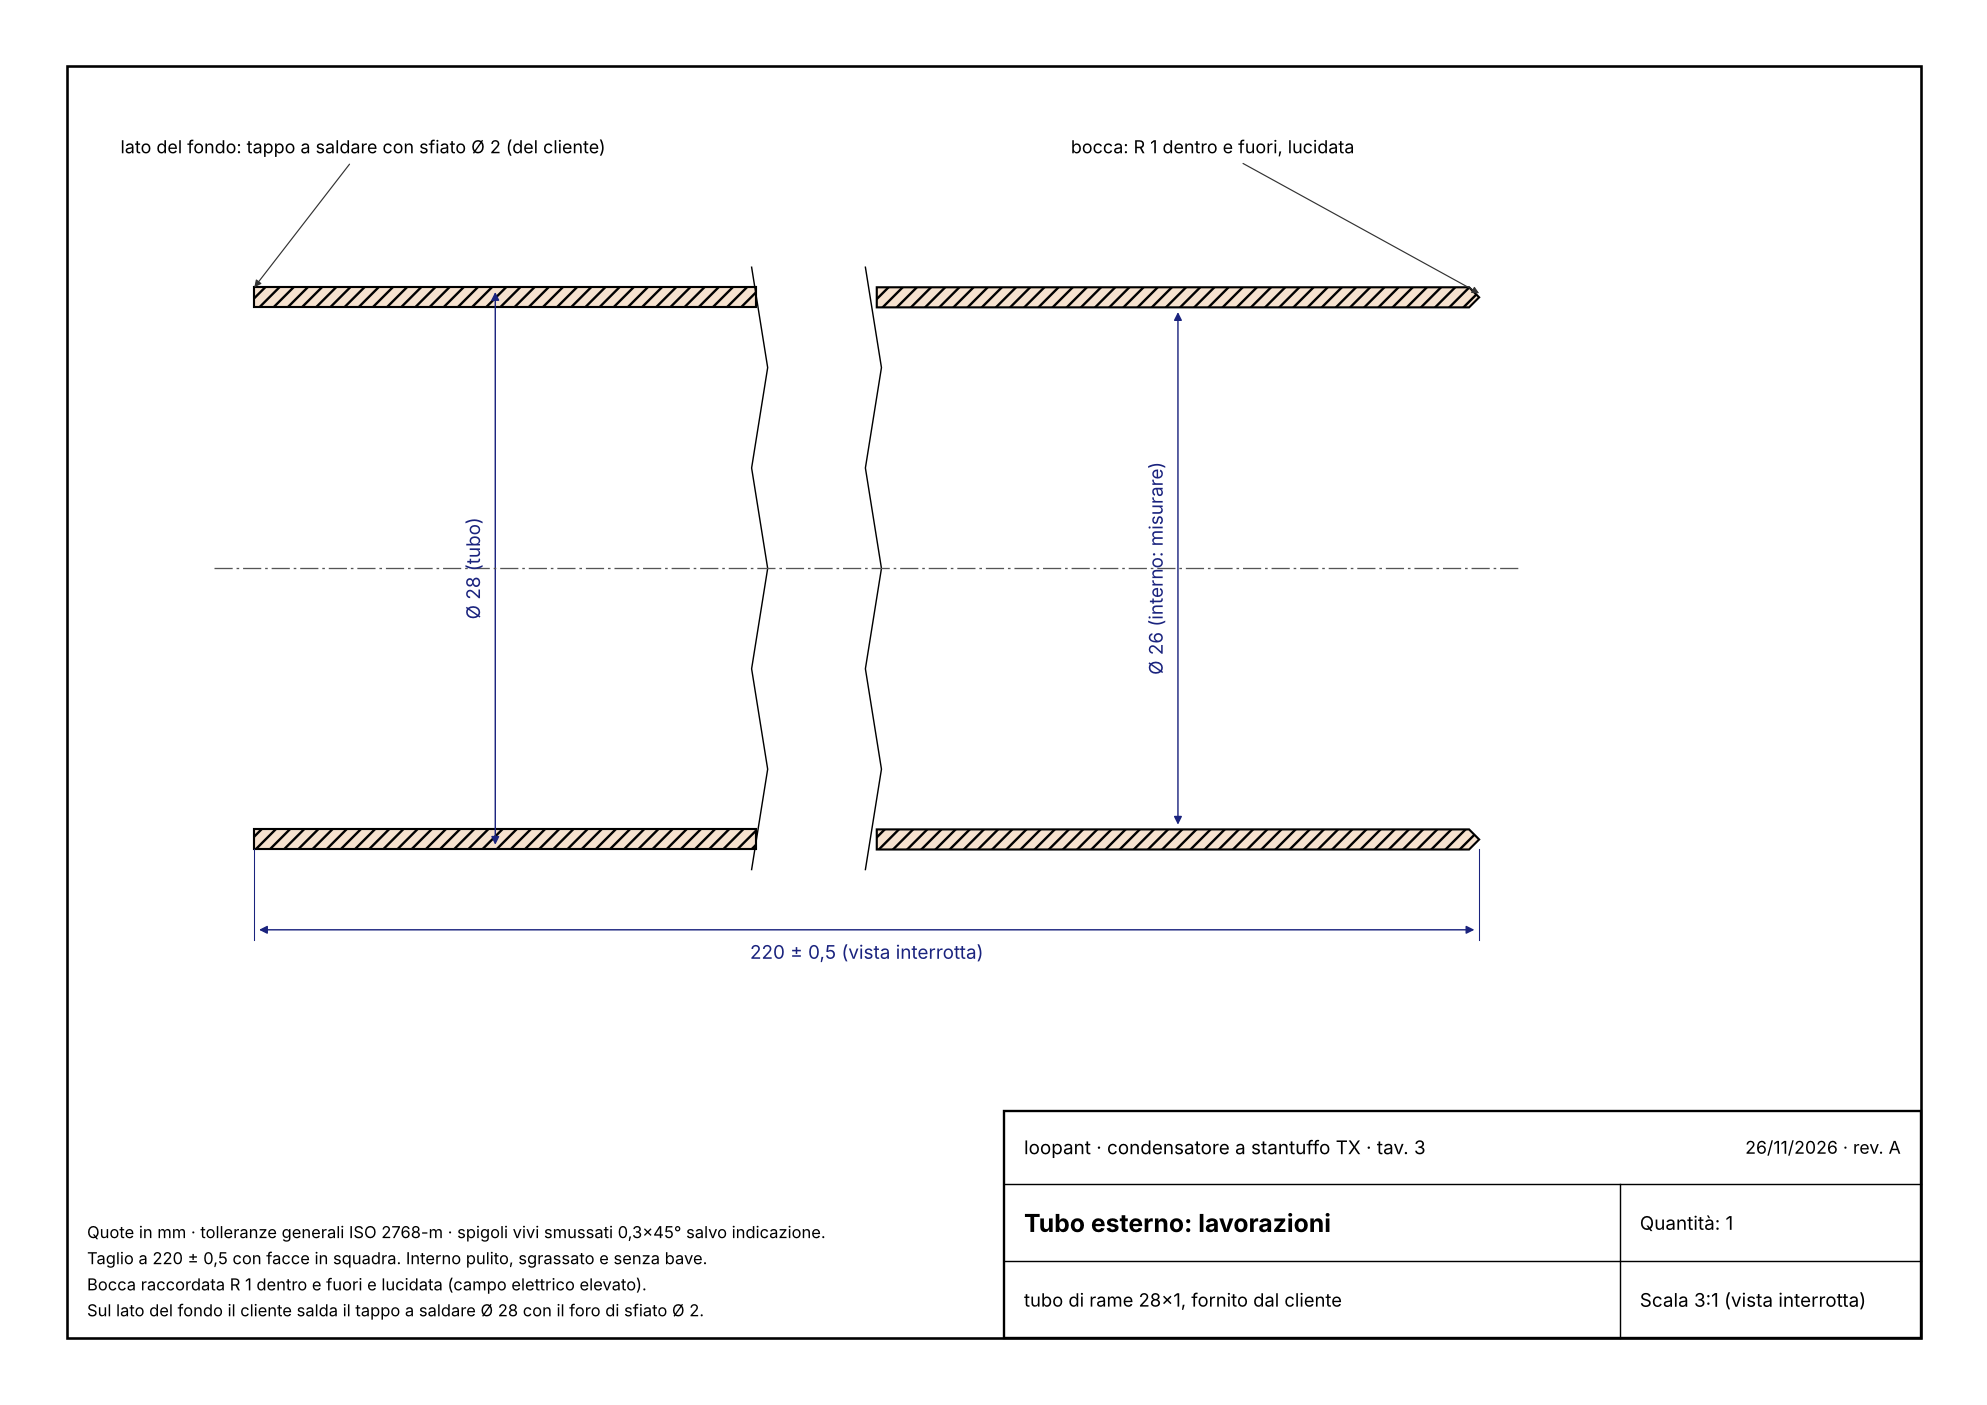 lato del fondo: tappo a saldare con sfiato Ø 2 (del cliente)
bocca: R 1 dentro e fuori, lucidata
Ø 28 (tubo)
Ø 26 (interno: misurare)
220 ± 0,5 (vista interrotta)
loopant · condensatore a stantuffo TX · tav. 3
26/11/2026 · rev. A
Tubo esterno: lavorazioni
Quantità: 1
tubo di rame 28×1, fornito dal cliente
Scala 3:1 (vista interrotta)
Quote in mm · tolleranze generali ISO 2768-m · spigoli vivi smussati 0,3×45° salvo indicazione.
Taglio a 220 ± 0,5 con facce in squadra. Interno pulito, sgrassato e senza bave.
Bocca raccordata R 1 dentro e fuori e lucidata (campo elettrico elevato).
Sul lato del fondo il cliente salda il tappo a saldare Ø 28 con il foro di sfiato Ø 2.